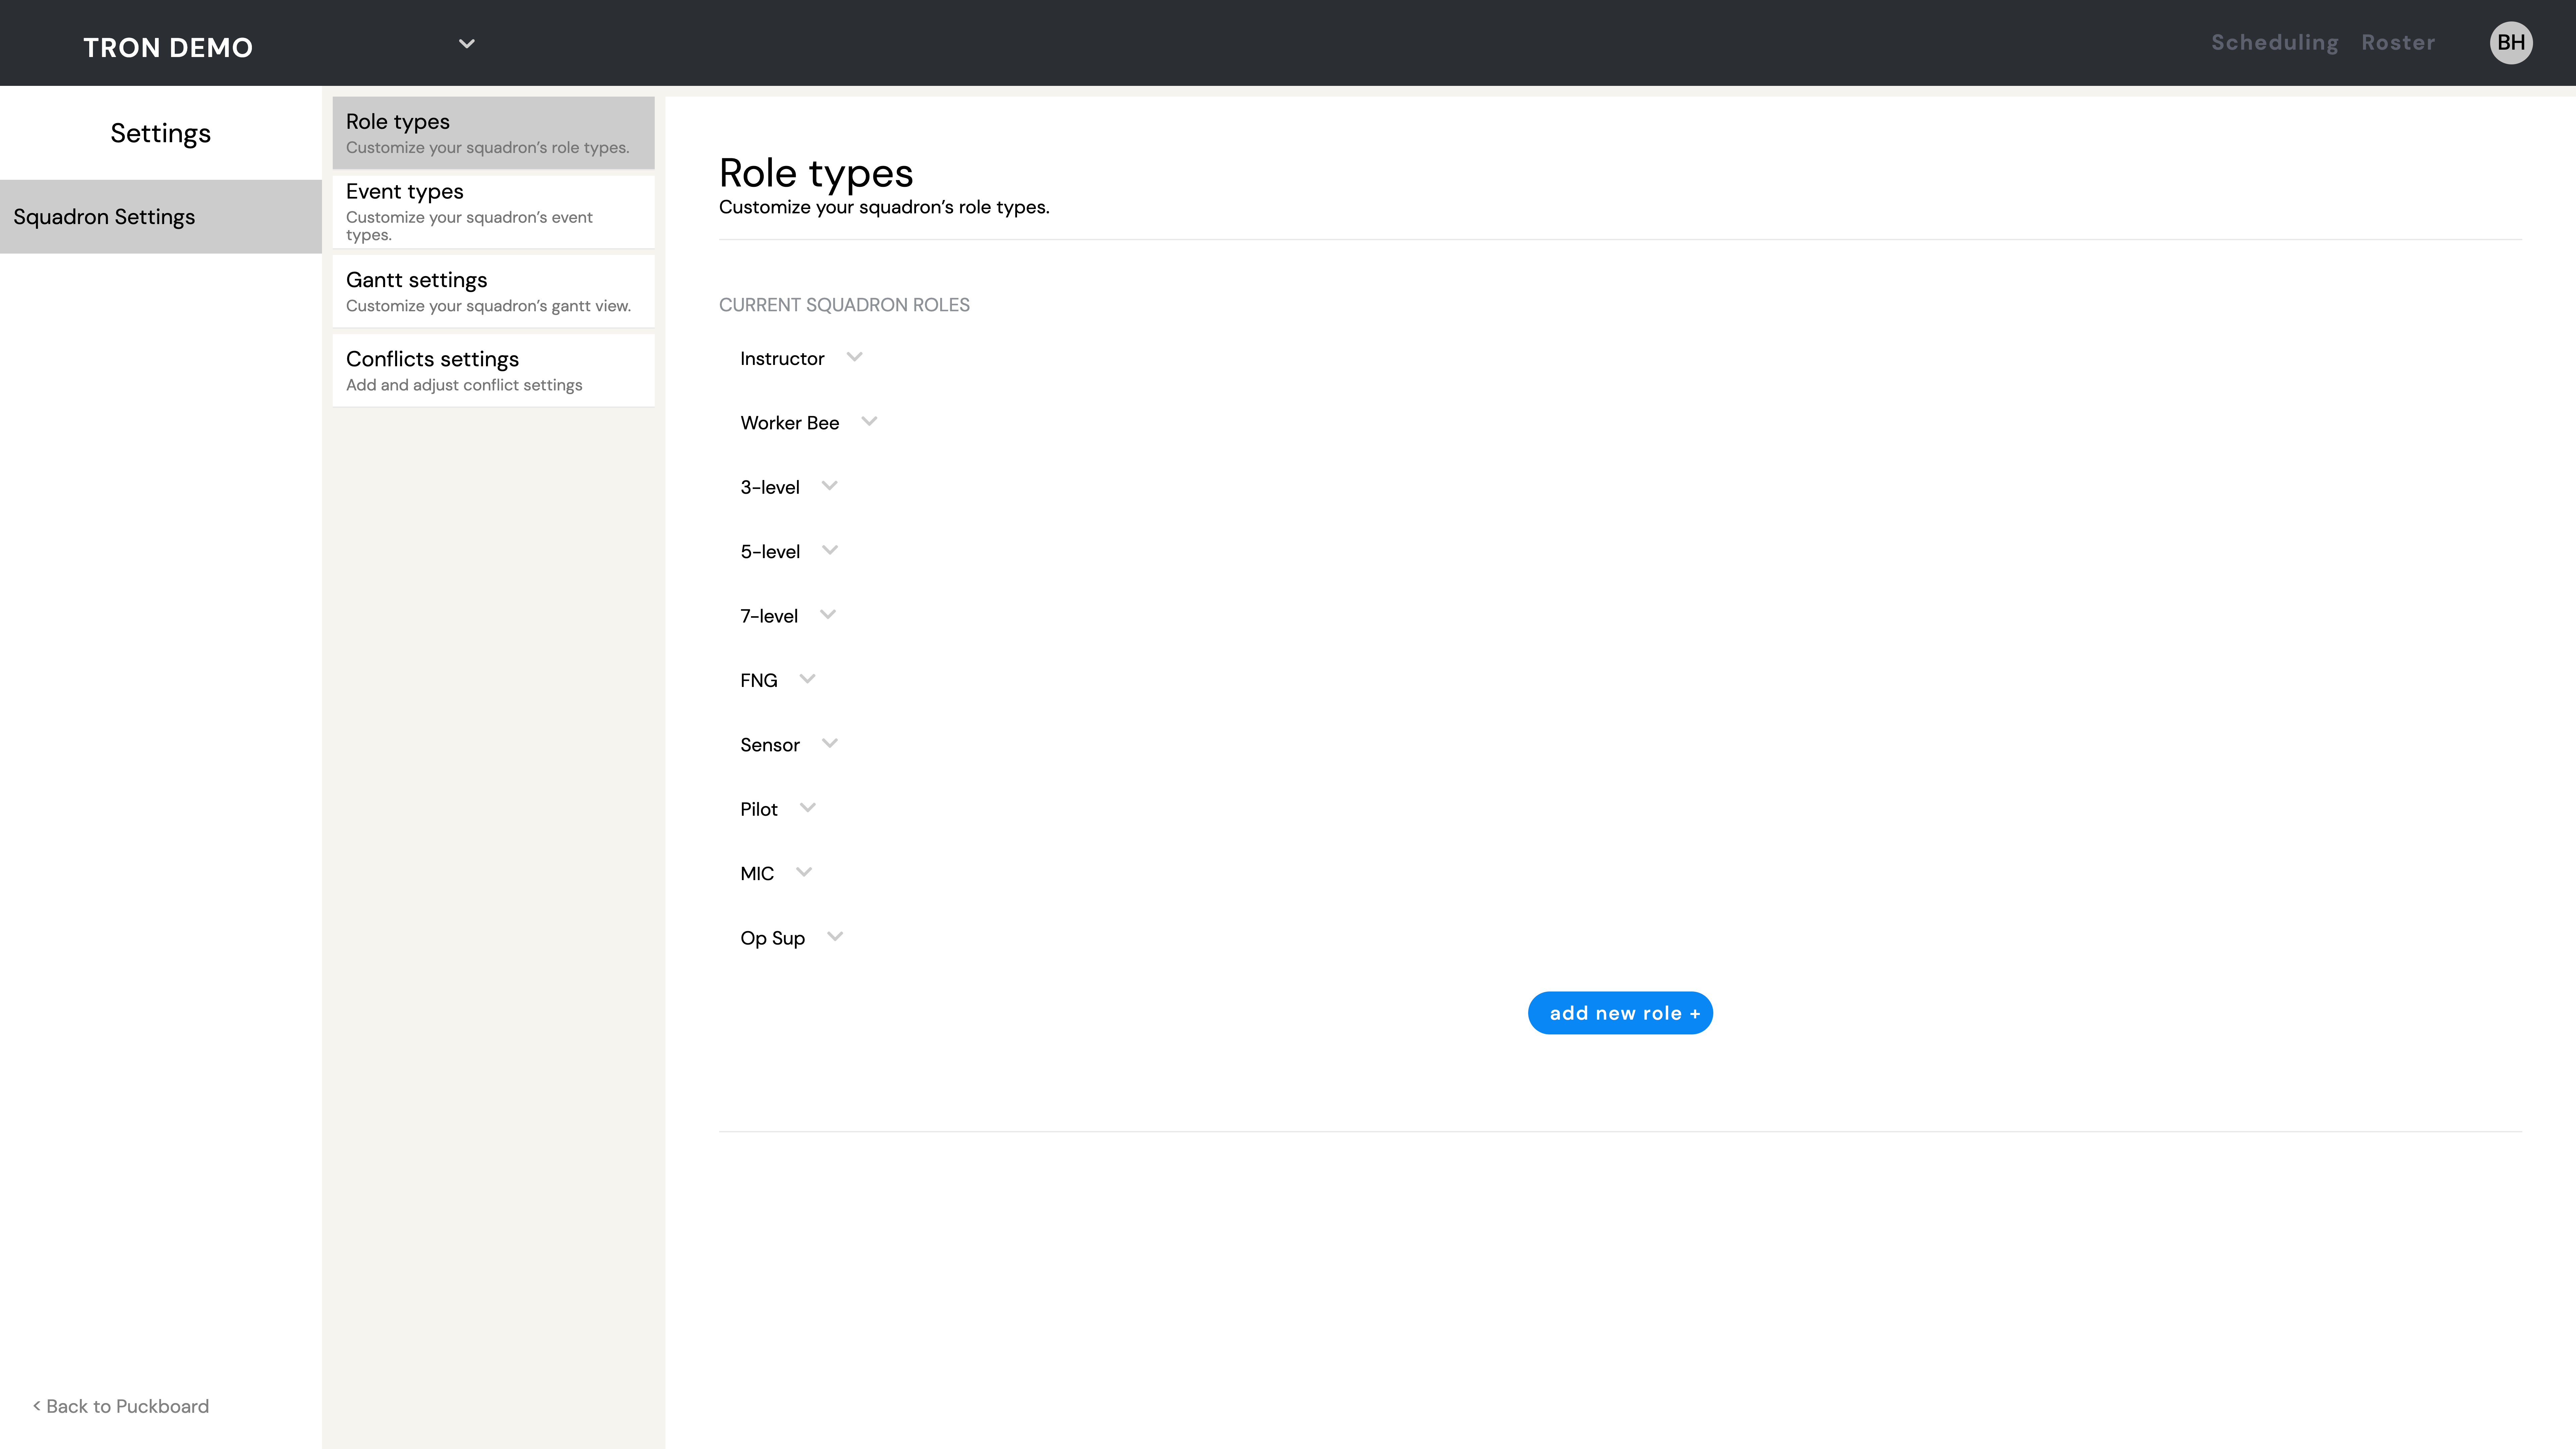 TRON DEMO
Scheduling Roster
BH
Settings
Squadron Settings
< Back to Puckboard
Role types
Customize your squadron’s role types.
Event types
Customize your squadron’s event
types.
Gantt settings
Customize your squadron’s gantt view.
Conflicts settings
Add and adjust conflict settings
Role types
Customize your squadron’s role types.
CURRENT SQUADRON ROLES
Instructor
Worker Bee
3-level
5-level
7-level
FNG
Sensor
Pilot
MIC
Op Sup
add new role +